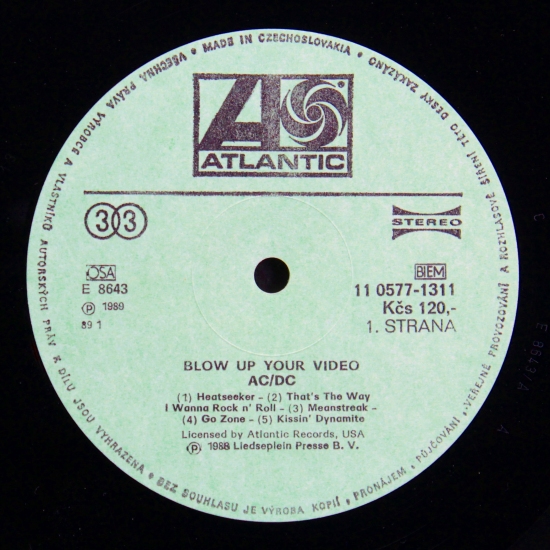 • MADE IN CZECHOSLOVAKIA •
VŠECHNA PRÁVA VÝROBCE A VLASTNÍKŮ AUTORSKÝCH PRÁV K DÍLU JSOU VYHRAZENA • BEZ SOUHLASU JE VÝROBA KOPIÍ, PRONÁJEM, PŮJČOVÁNÍ, VEŘEJNÉ PROVOZOVÁNÍ A ROZHLASOVÉ ŠÍŘENÍ TÉTO DESKY ZAKÁZÁNO
ATLANTIC
33
STEREO
OSA
BIEM
E 8643
11 0577-1311
℗ 1989
Kčs 120,-
89 1
1. STRANA
BLOW UP YOUR VIDEO
AC/DC
(1) Heatseeker - (2) That's The Way
I Wanna Rock n' Roll - (3) Meanstreak -
(4) Go Zone - (5) Kissin' Dynamite
Licensed by Atlantic Records, USA
℗ 1988 Liedseplein Presse B. V.